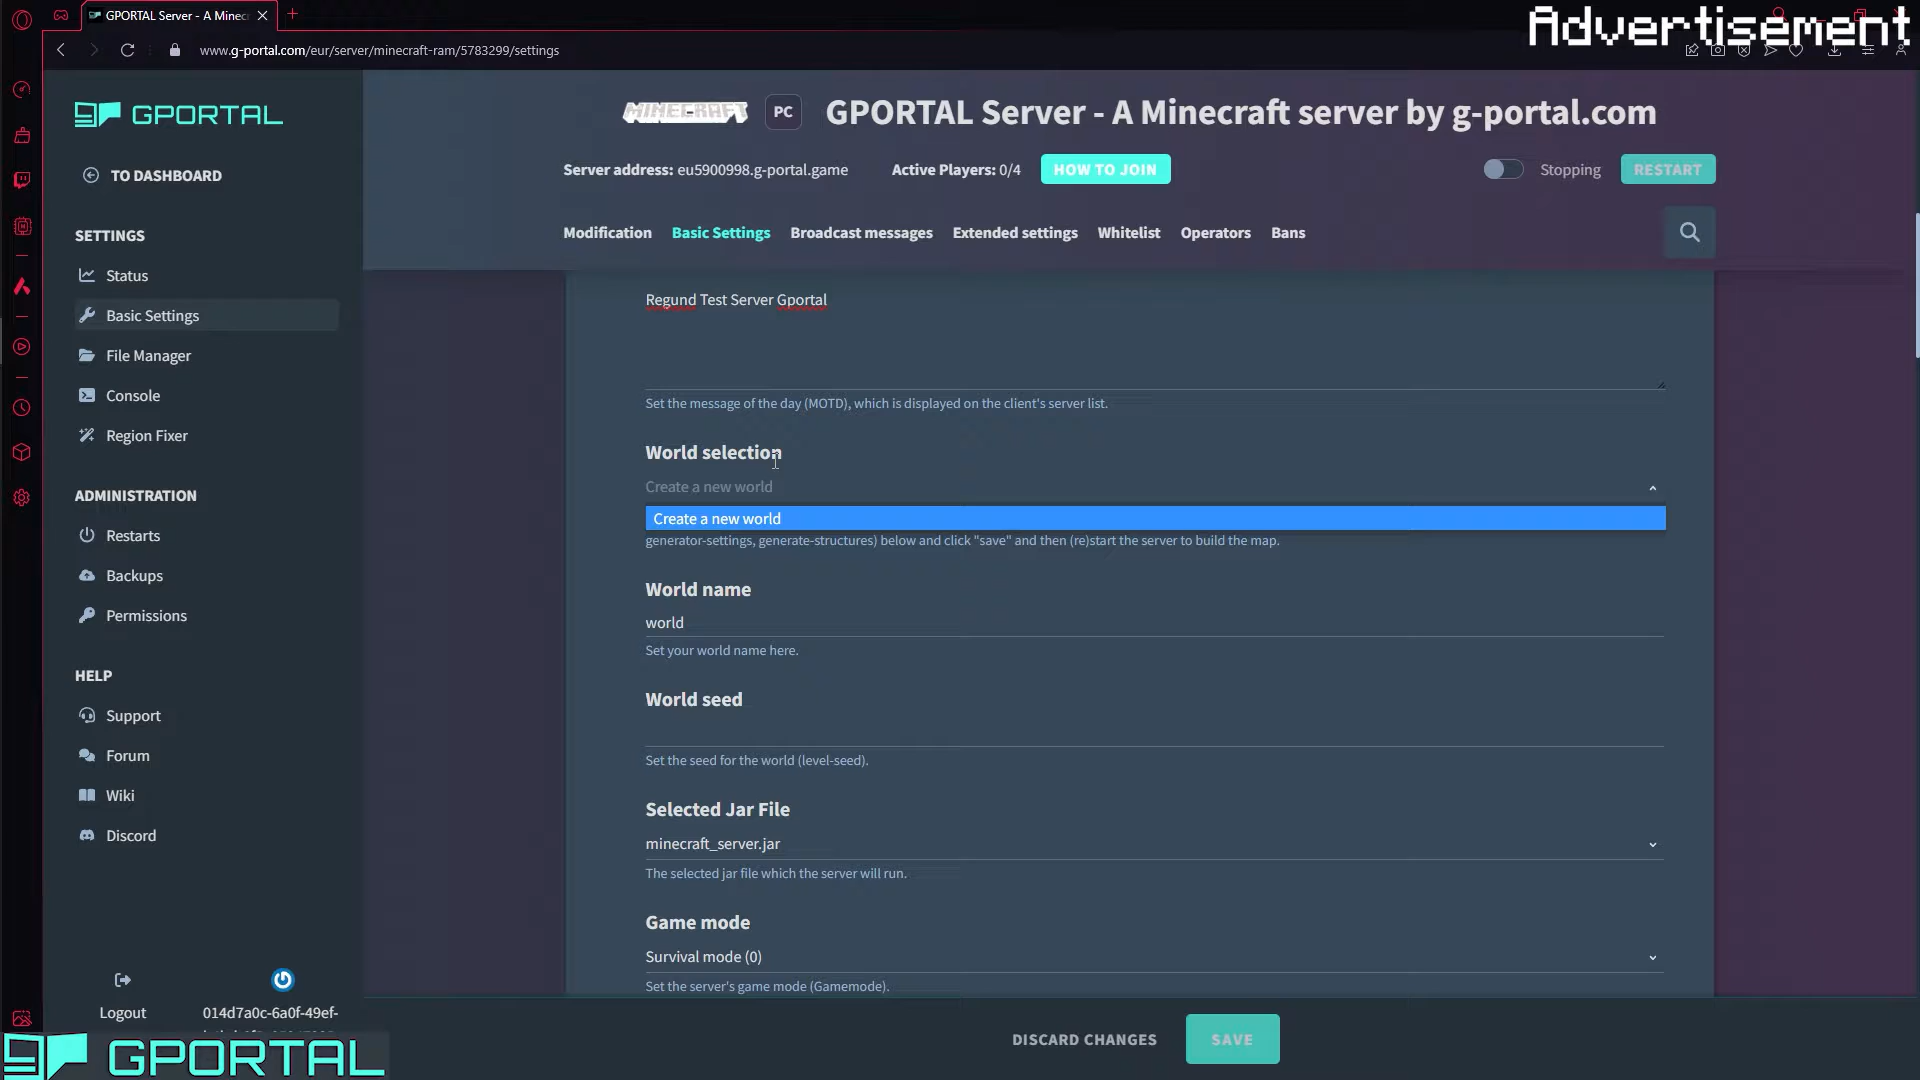 GPORTAL Server - A Minec
Advertisement
www.g-portal.com/eur/server/minecraft-ram/5783299/settings
GPORTAL
TO DASHBOARD
SETTINGS
Status
Basic Settings
File Manager
Console
Region Fixer
ADMINISTRATION
Restarts
Backups
Permissions
HELP
Support
Forum
Wiki
Discord
Logout
014d7a0c-6a0f-49ef-
GPORTAL
MINECRAFT
PC
GPORTAL Server - A Minecraft server by g-portal.com
Server address: eu5900998.g-portal.game
Active Players: 0/4
HOW TO JOIN
Stopping
RESTART
Modification
Basic Settings
Broadcast messages
Extended settings
Whitelist
Operators
Bans
Regund Test Server Gportal
Set the message of the day (MOTD), which is displayed on the client's server list.
World selection
Create a new world
Create a new world
generator-settings, generate-structures) below and click "save" and then (re)start the server to build the map.
World name
world
Set your world name here.
World seed
Set the seed for the world (level-seed).
Selected Jar File
minecraft_server.jar
The selected jar file which the server will run.
Game mode
Survival mode (0)
Set the server's game mode (Gamemode).
DISCARD CHANGES
SAVE